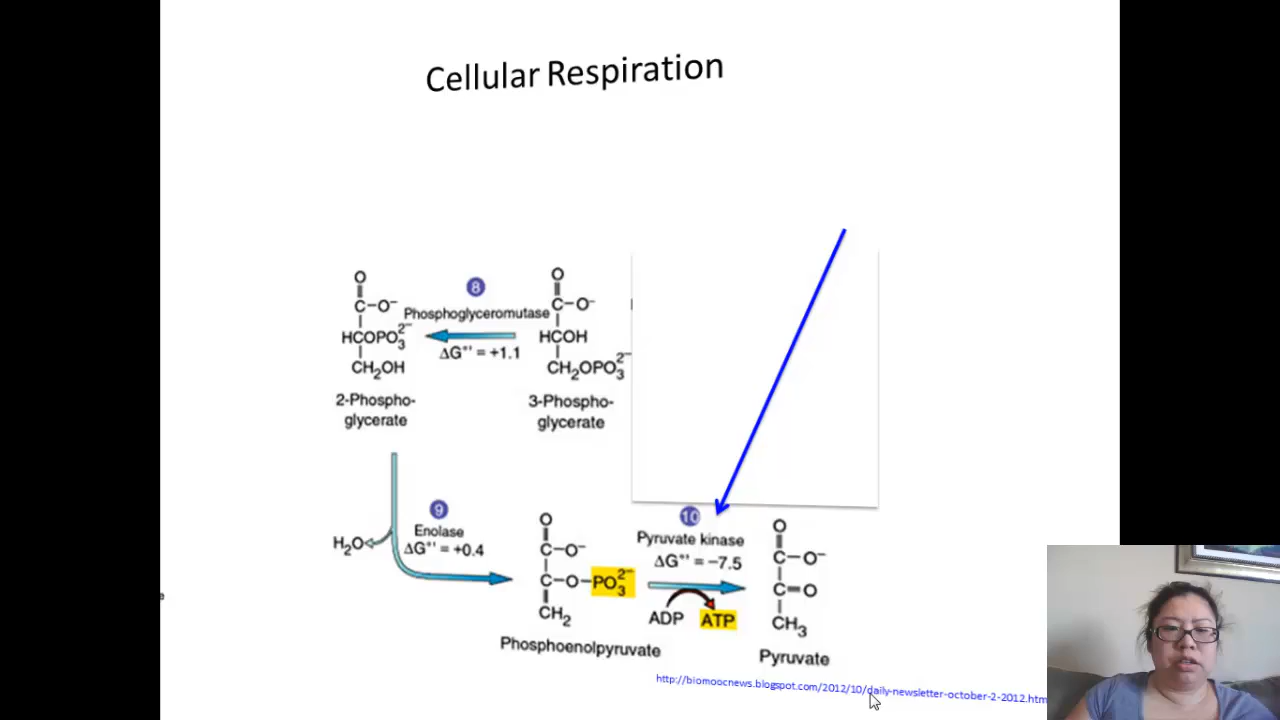 Cellular Respiration
O
C–O⁻
HCOPO₃²⁻
CH₂OH
2-Phospho-
glycerate
8
Phosphoglyceromutase
ΔG°' = +1.1
O
C–O⁻
HCOH
CH₂OPO₃²⁻
3-Phospho-
glycerate
H₂O
9
Enolase
ΔG°' = +0.4
O
C–O⁻
C–O–PO₃²⁻
CH₂
Phosphoenolpyruvate
10
Pyruvate kinase
ΔG°' = −7.5
ADP
ATP
O
C–O⁻
C=O
CH₃
Pyruvate
e
http://biomoocnews.blogspot.com/2012/10/daily-newsletter-october-2-2012.htm